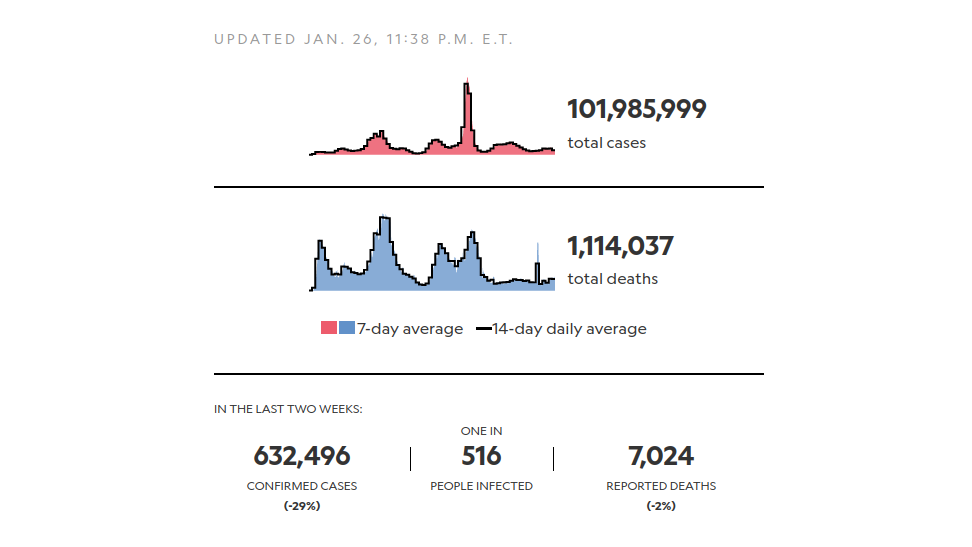 UPDATED JAN. 26, 11:38 P.M. E.T.
101,985,999
total cases
1,114,037
total deaths
7-day average 14-day daily average
IN THE LAST TWO WEEKS:
ONE IN
632,496 516 7,024
CONFIRMED CASES PEOPLE INFECTED REPORTED DEATHS
(-29%) (-2%)